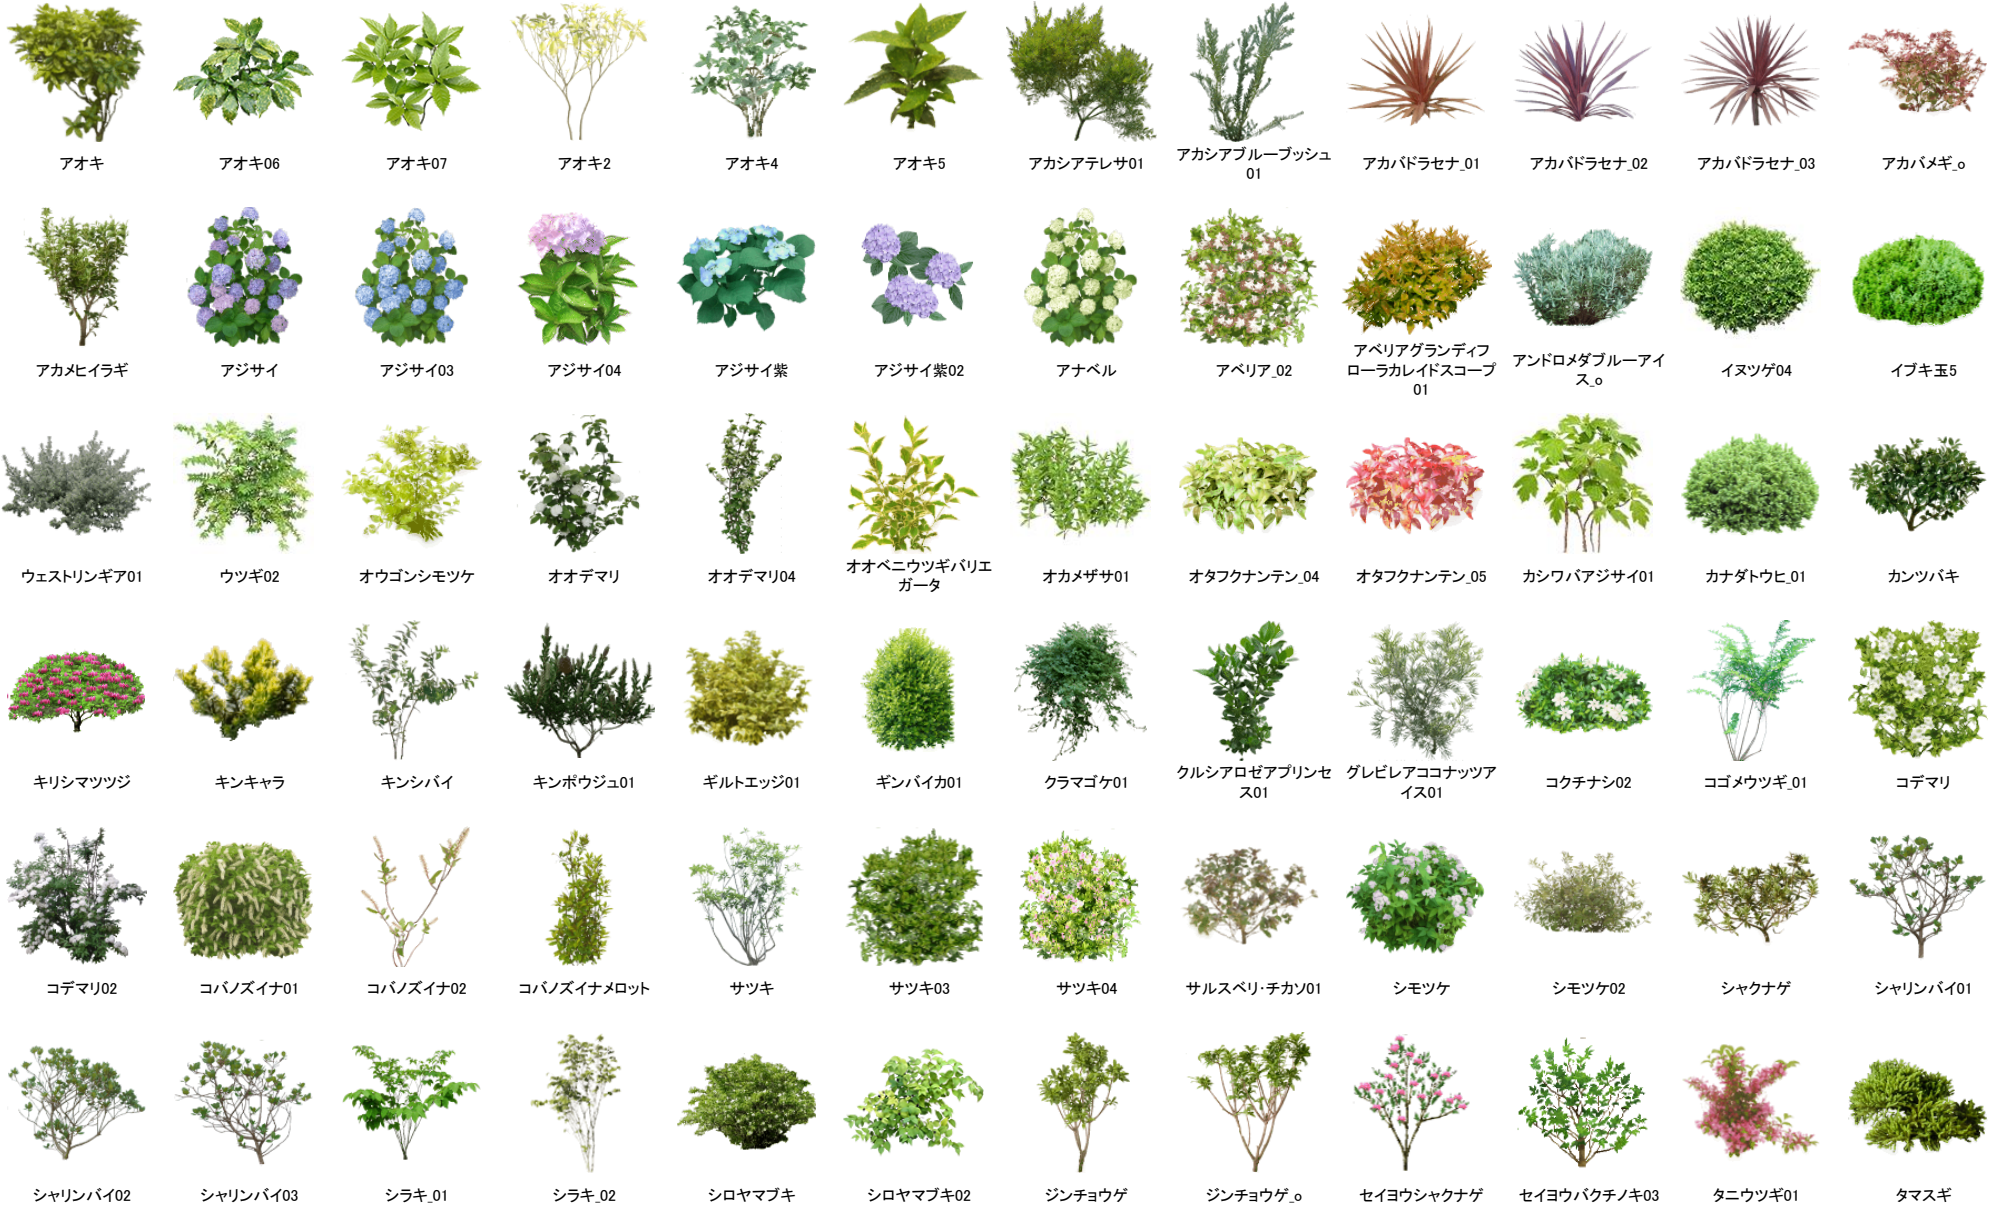 アオキ
アオキ06
アオキ07
アオキ2
アオキ4
アオキ5
アカシアテレサ01
アカシアブルーブッシュ
01
アカバドラセナ_01
アカバドラセナ_02
アカバドラセナ_03
アカバメギ_o
アカメヒイラギ
アジサイ
アジサイ03
アジサイ04
アジサイ紫
アジサイ紫02
アナベル
アベリア_02
アベリアグランディフ
ローラカレイドスコープ
01
アンドロメダブルーアイ
ス_o
イヌツゲ04
イブキ玉5
ウェストリンギア01
ウツギ02
オウゴンシモツケ
オオデマリ
オオデマリ04
オオベニウツギバリエ
ガータ
オカメザサ01
オタフクナンテン_04
オタフクナンテン_05
カシワバアジサイ01
カナダトウヒ_01
カンツバキ
キリシマツツジ
キンキャラ
キンシバイ
キンポウジュ01
ギルトエッジ01
ギンバイカ01
クラマゴケ01
クルシアロゼアプリンセ
ス01
グレビレアココナッツア
イス01
コクチナシ02
コゴメウツギ_01
コデマリ
コデマリ02
コバノズイナ01
コバノズイナ02
コバノズイナメロット
サツキ
サツキ03
サツキ04
サルスベリ・チカソ01
シモツケ
シモツケ02
シャクナゲ
シャリンバイ01
シャリンバイ02
シャリンバイ03
シラキ_01
シラキ_02
シロヤマブキ
シロヤマブキ02
ジンチョウゲ
ジンチョウゲ_o
セイヨウシャクナゲ
セイヨウバクチノキ03
タニウツギ01
タマスギ